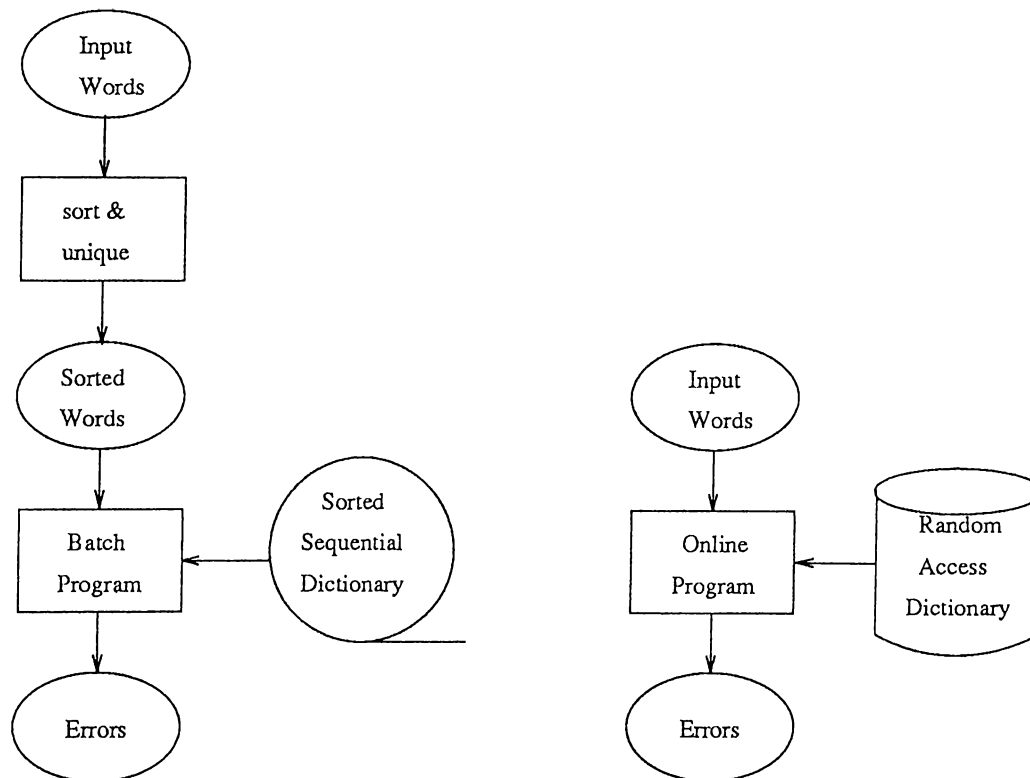 Input
Words
sort &
unique
Sorted
Words
Batch
Program
Sorted
Sequential
Dictionary
Errors
Input
Words
Online
Program
Random
Access
Dictionary
Errors